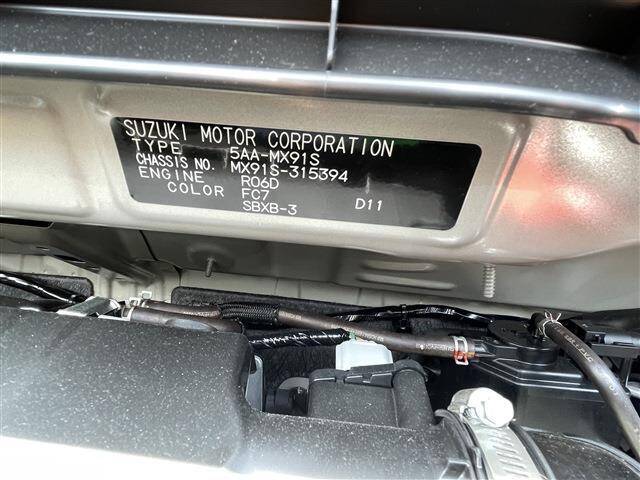 SUZUKI MOTOR CORPORATION
TYPE 5AA-MX91S
CHASSIS NO. MX91S-315394
ENGINE R06D
COLOR FC7
SBXB-3 D11